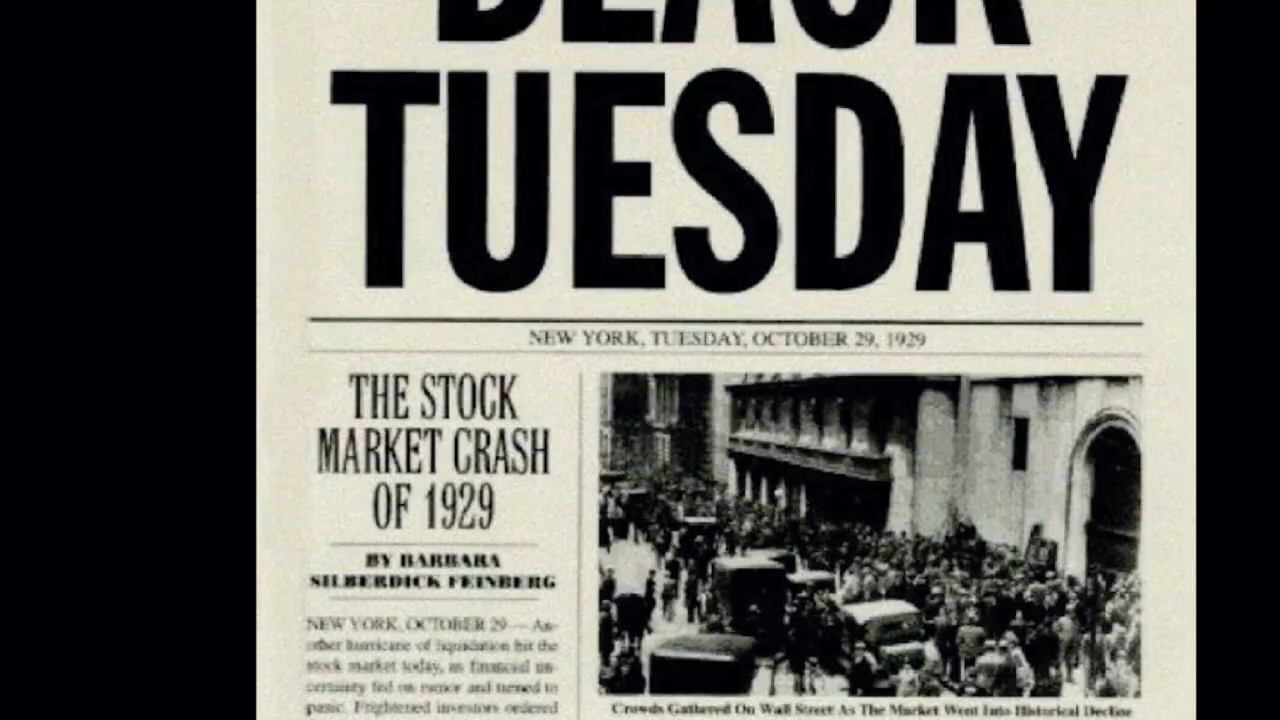 BLACK
TUESDAY
NEW YORK, TUESDAY, OCTOBER 29, 1929
THE STOCK
MARKET CRASH
OF 1929
BY BARBARA
SILBERDICK FEINBERG
NEW YORK, OCTOBER 29 — An-
other hurricane of liquidation hit the
stock market today, as financial un-
certainty fed on rumor and turned to
panic. Frightened investors ordered
Crowds Gathered On Wall Street As The Market Went Into Historical Decline